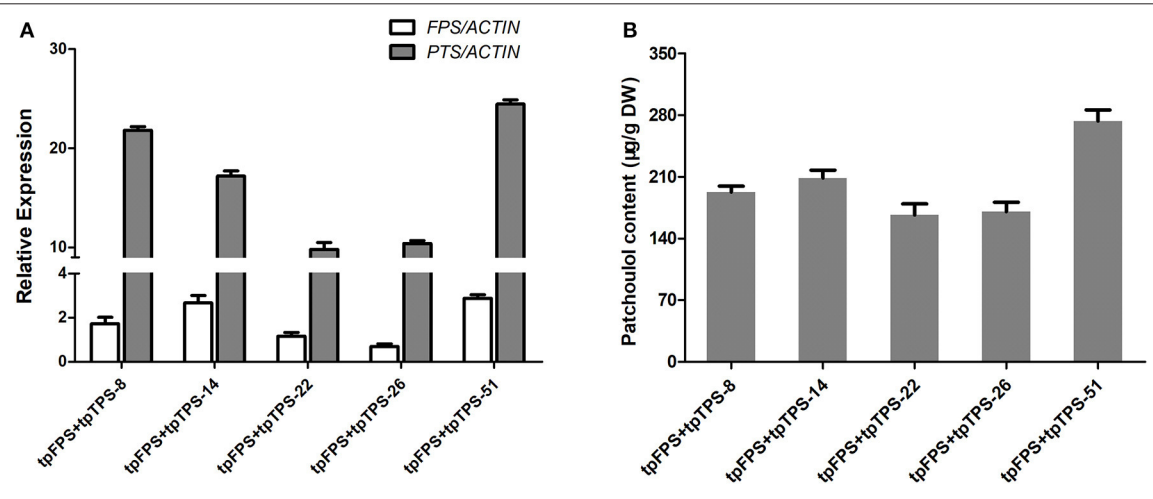 A
FPS/ACTIN
PTS/ACTIN
Relative Expression
30
20
10
4
2
0
tpFPS+tpTPS-8
tpFPS+tpTPS-14
tpFPS+tpTPS-22
tpFPS+tpTPS-26
tpFPS+tpTPS-51
B
Patchoulol content (µg/g DW)
350
280
210
140
70
0
tpFPS+tpTPS-8
tpFPS+tpTPS-14
tpFPS+tpTPS-22
tpFPS+tpTPS-26
tpFPS+tpTPS-51